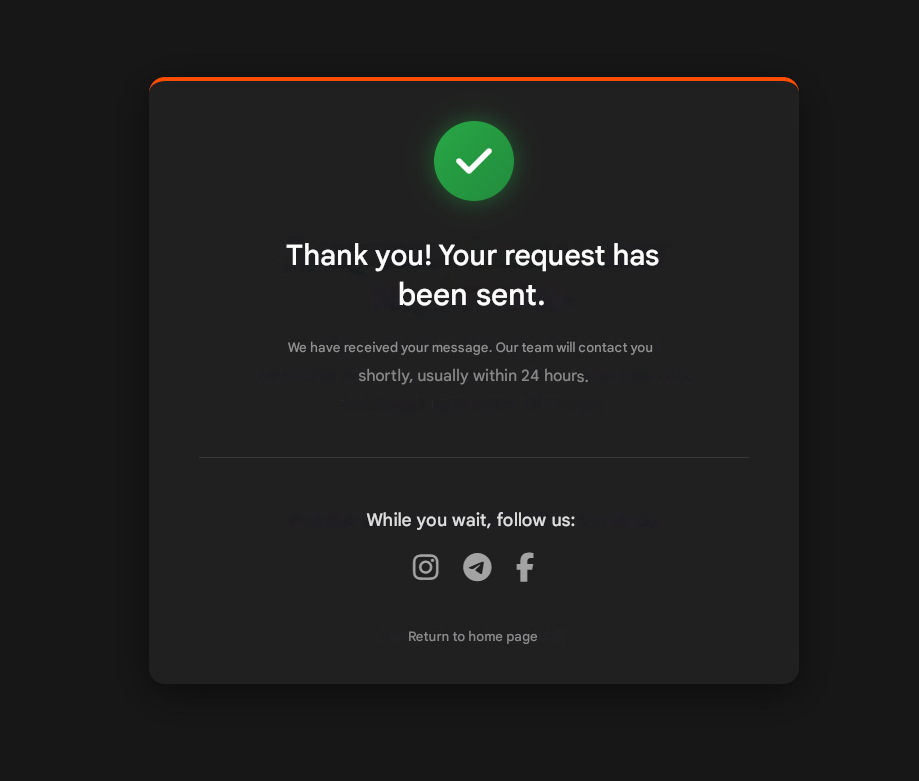 Thank you! Your request has
been sent.
We have received your message. Our team will contact you
shortly, usually within 24 hours.
While you wait, follow us:
Return to home page